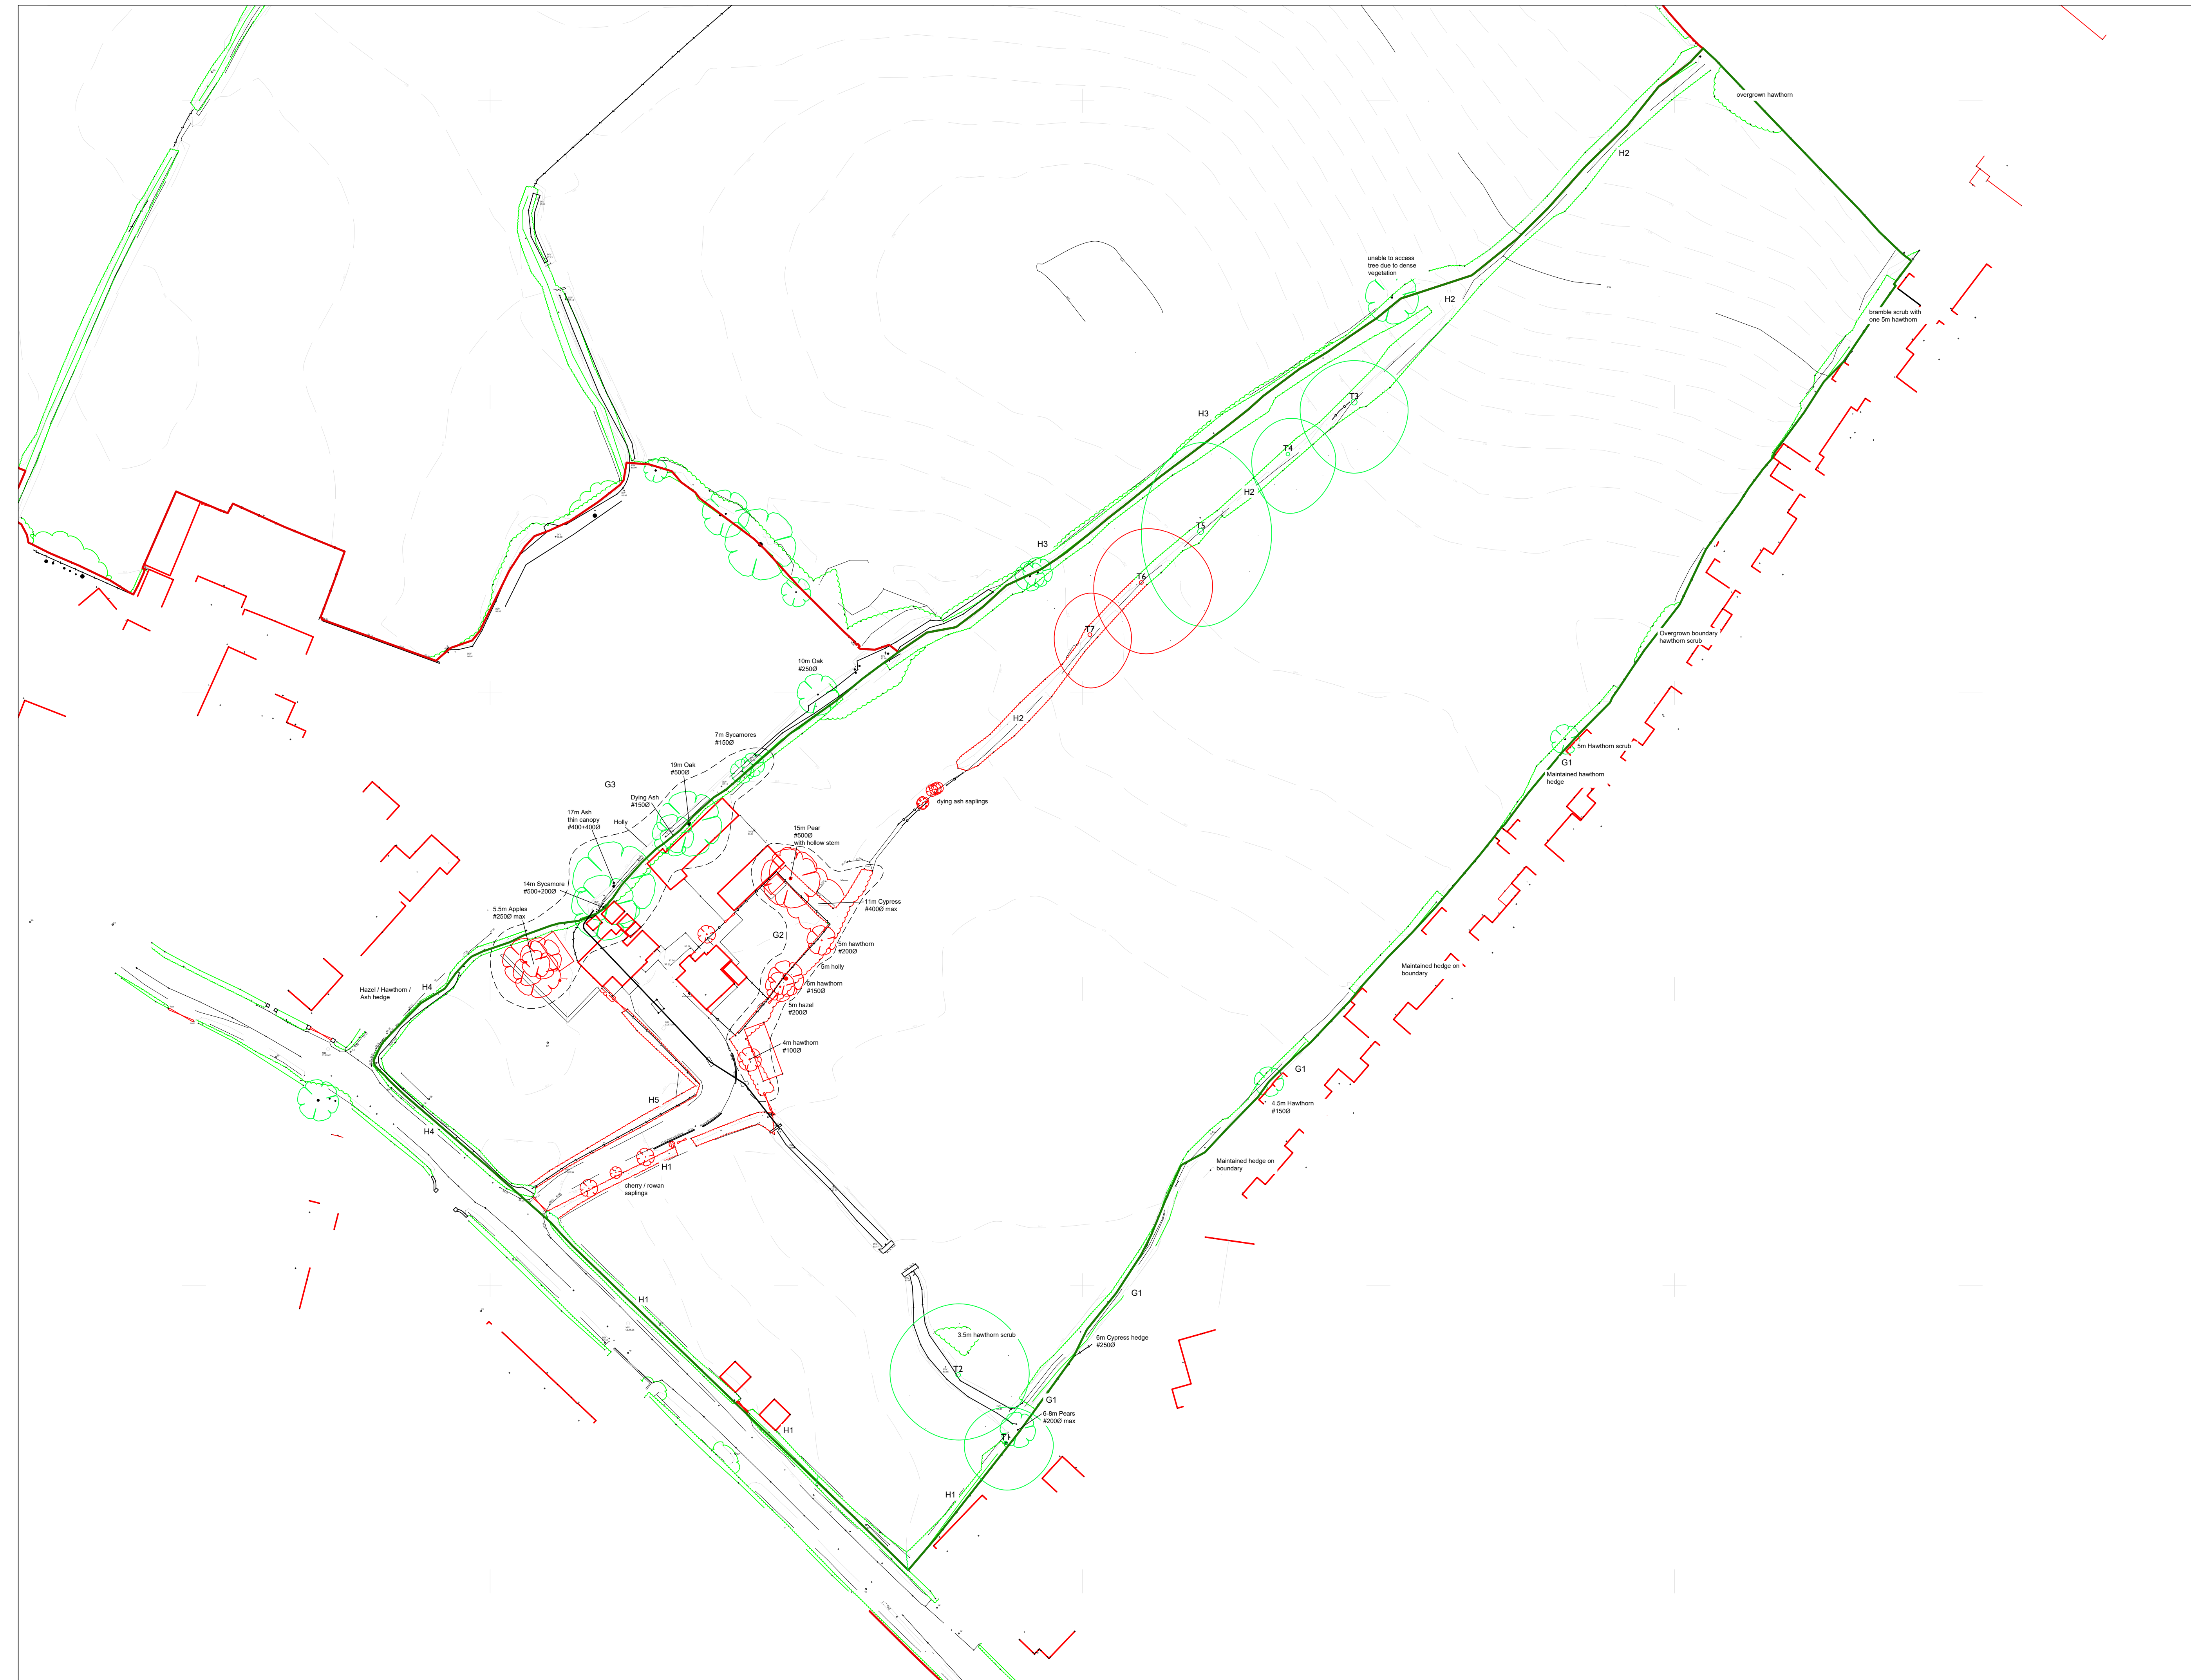 overgrown hawthorn
H2
unable to access
tree due to dense
vegetation
H2
bramble scrub with
one 5m hawthorn
T3
H3
T4
H2
T5
H3
T6
T7
Overgrown boundary
hawthorn scrub
10m Oak
#250Ø
H2
7m Sycamores
#150Ø
5m Hawthorn scrub
G1
Maintained hawthorn
hedge
19m Oak
#500Ø
G3
Dying Ash
#150Ø
dying ash saplings
17m Ash
thin canopy
#400+400Ø
Holly
15m Pear
#500Ø
with hollow stem
14m Sycamore
#500+200Ø
11m Cypress
#400Ø max
5.5m Apples
#250Ø max
G2
5m hawthorn
#200Ø
5m holly
Maintained hedge on
boundary
6m hawthorn
#150Ø
H4
Hazel / Hawthorn /
Ash hedge
5m hazel
#200Ø
4m hawthorn
#100Ø
G1
H5
4.5m Hawthorn
#150Ø
H4
H1
Maintained hedge on
boundary
cherry / rowan
saplings
H1
G1
3.5m hawthorn scrub
6m Cypress hedge
#250Ø
T2
G1
6-8m Pears
#200Ø max
H1
T1
H1